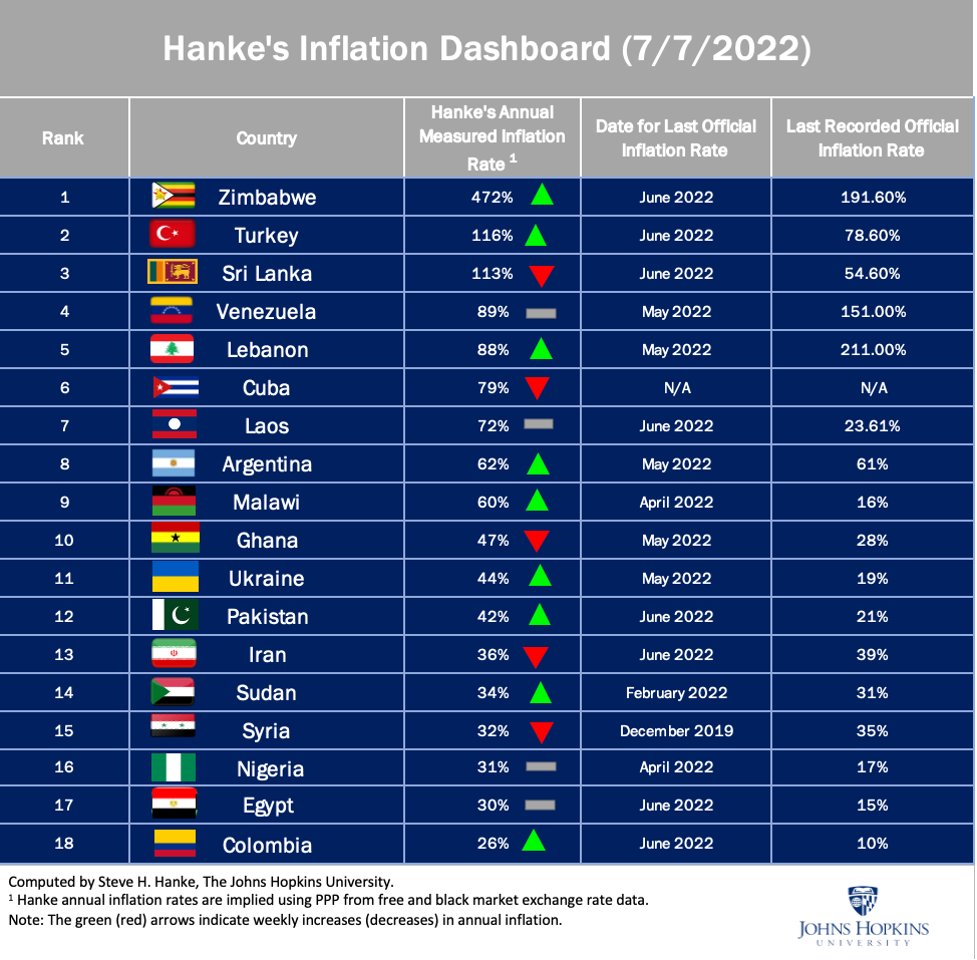 Hanke's Inflation Dashboard (7/7/2022)
Rank Country Hanke's Annual Measured Inflation Rate ¹ Date for Last Official Inflation Rate Last Recorded Official Inflation Rate
1 Zimbabwe 472% June 2022 191.60%
2 Turkey 116% June 2022 78.60%
3 Sri Lanka 113% June 2022 54.60%
4 Venezuela 89% May 2022 151.00%
5 Lebanon 88% May 2022 211.00%
6 Cuba 79% N/A N/A
7 Laos 72% June 2022 23.61%
8 Argentina 62% May 2022 61%
9 Malawi 60% April 2022 16%
10 Ghana 47% May 2022 28%
11 Ukraine 44% May 2022 19%
12 Pakistan 42% June 2022 21%
13 Iran 36% June 2022 39%
14 Sudan 34% February 2022 31%
15 Syria 32% December 2019 35%
16 Nigeria 31% April 2022 17%
17 Egypt 30% June 2022 15%
18 Colombia 26% June 2022 10%
Computed by Steve H. Hanke, The Johns Hopkins University.
¹ Hanke annual inflation rates are implied using PPP from free and black market exchange rate data.
Note: The green (red) arrows indicate weekly increases (decreases) in annual inflation.
JOHNS HOPKINS
UNIVERSITY